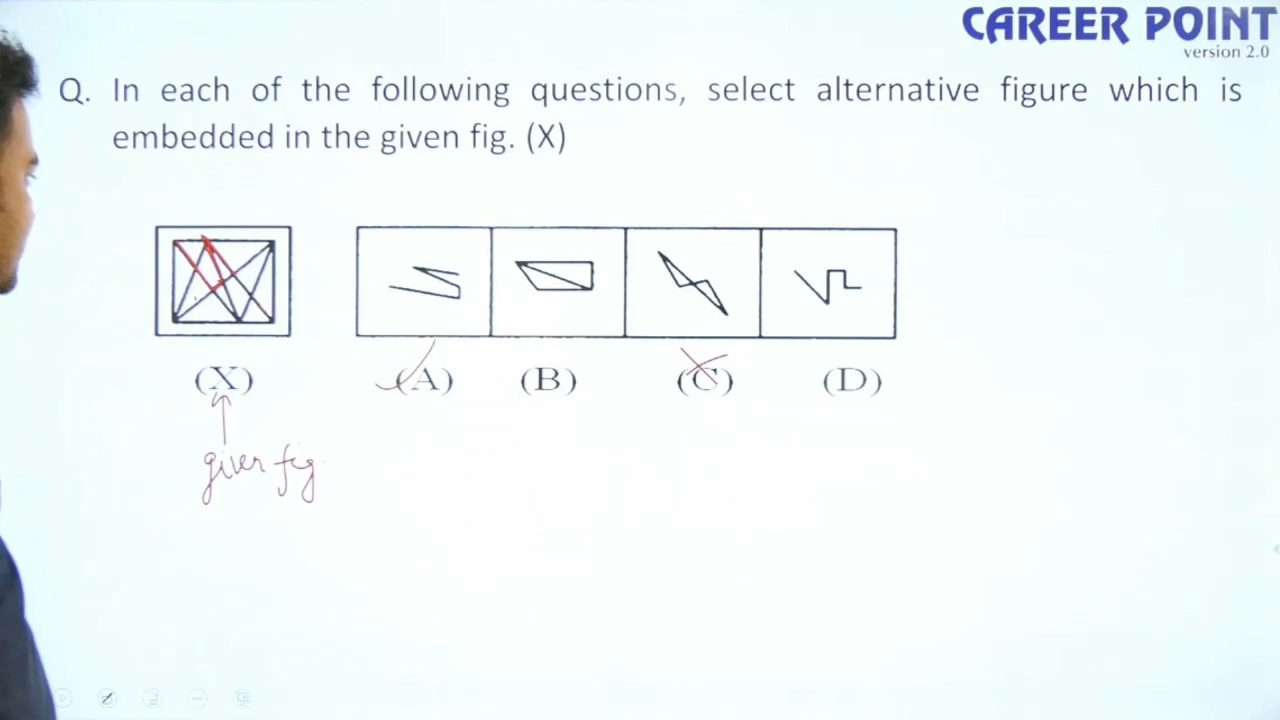 CAREER POINT
version 2.0
Q. In each of the following questions, select alternative figure which is
embedded in the given fig. (X)
(X) (A) (B) (C) (D)
given fig